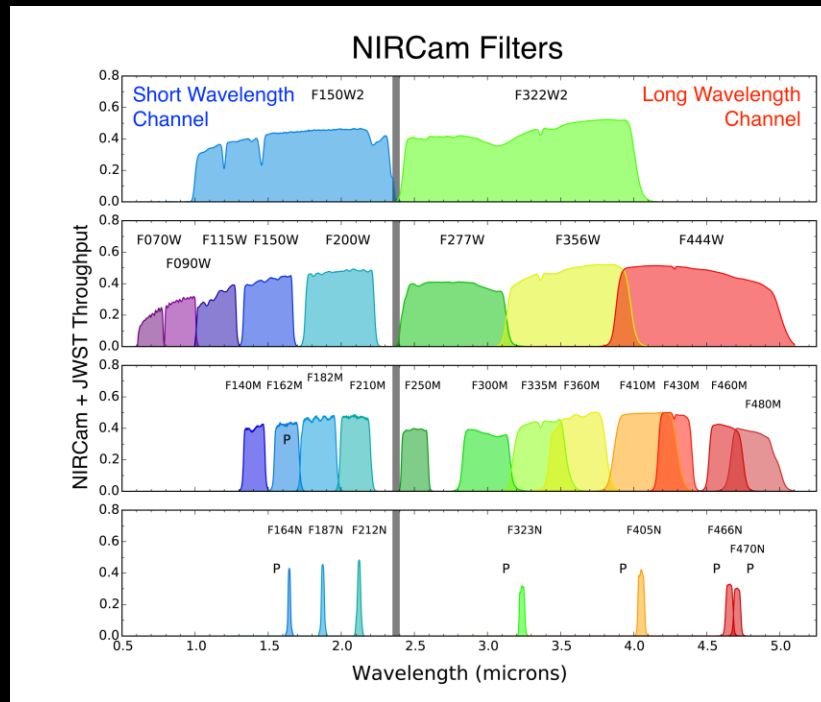 NIRCam Filters
0.8
0.6
0.4
0.2
0.0
Short Wavelength
Channel
F150W2
F322W2
Long Wavelength
Channel
NIRCam + JWST Throughput
0.8
0.6
0.4
0.2
0.0
F070W F115W F150W F200W F277W F356W F444W
F090W
0.8
0.6
0.4
0.2
0.0
F182M
F140M F162M F210M F250M F300M F335M F360M F410M F430M F460M
F480M
P
0.8
0.6
0.4
0.2
0.0
F164N F187N F212N F323N F405N F466N
F470N
P P P P P
0.5 1.0 1.5 2.0 2.5 3.0 3.5 4.0 4.5 5.0
Wavelength (microns)